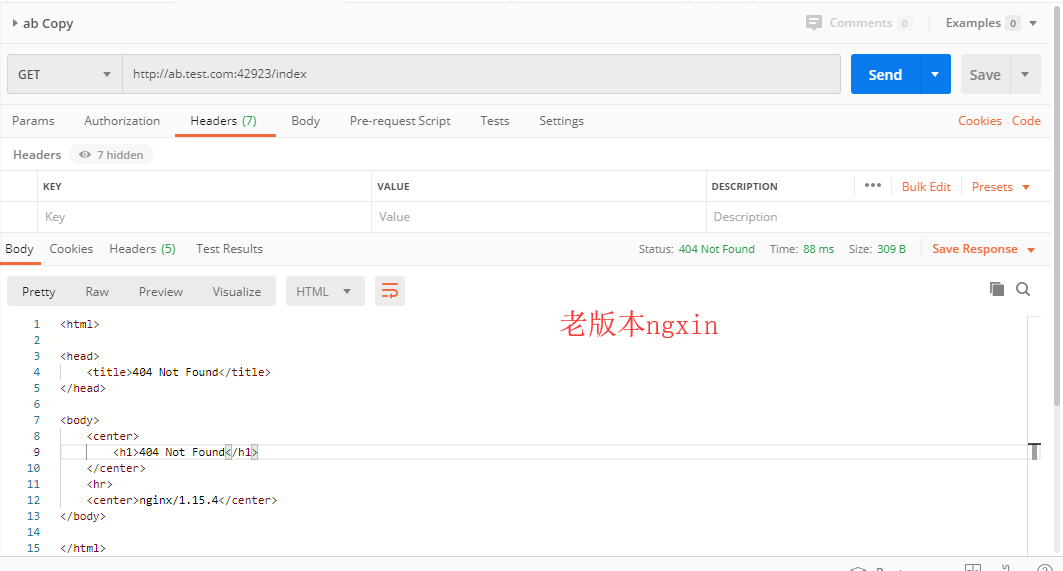 ab Copy
Comments 0
Examples 0
GET
http://ab.test.com:42923/index
Send
Save
Params
Authorization
Headers (7)
Body
Pre-request Script
Tests
Settings
Cookies
Code
Headers
7 hidden
KEY
VALUE
DESCRIPTION
•••
Bulk Edit
Presets
Key
Value
Description
Body
Cookies
Headers (5)
Test Results
Status: 404 Not Found
Time: 88 ms
Size: 309 B
Save Response
Pretty
Raw
Preview
Visualize
HTML
老版本ngxin
1 <html>
2
3 <head>
4 <title>404 Not Found</title>
5 </head>
6
7 <body>
8 <center>
9 <h1>404 Not Found</h1>
10 </center>
11 <hr>
12 <center>nginx/1.15.4</center>
13 </body>
14
15 </html>